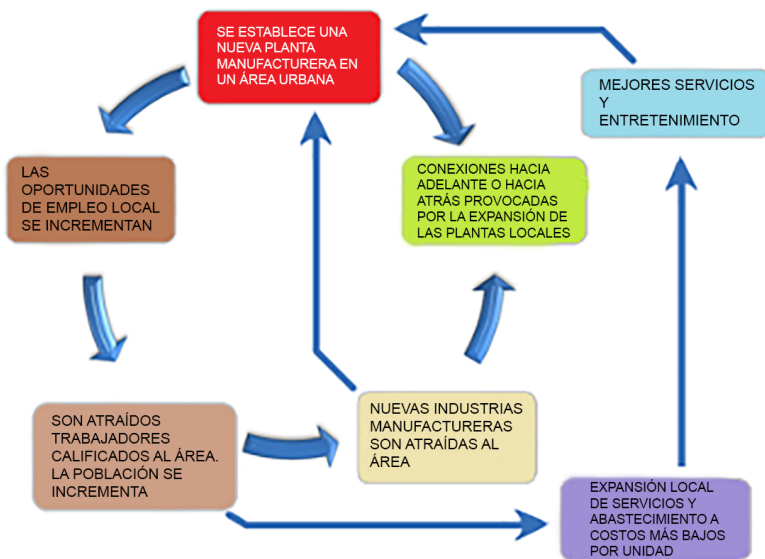 SE ESTABLECE UNA
NUEVA PLANTA
MANUFACTURERA EN
UN ÁREA URBANA
MEJORES SERVICIOS
Y
ENTRETENIMIENTO
LAS
OPORTUNIDADES
DE EMPLEO LOCAL
SE INCREMENTAN
CONEXIONES HACIA
ADELANTE O HACIA
ATRÁS PROVOCADAS
POR LA EXPANSIÓN DE
LAS PLANTAS LOCALES
SON ATRAÍDOS
TRABAJADORES
CALIFICADOS AL ÁREA.
LA POBLACIÓN SE
INCREMENTA
NUEVAS INDUSTRIAS
MANUFACTURERAS
SON ATRAÍDAS AL
ÁREA
EXPANSIÓN LOCAL
DE SERVICIOS Y
ABASTECIMIENTO A
COSTOS MÁS BAJOS
POR UNIDAD